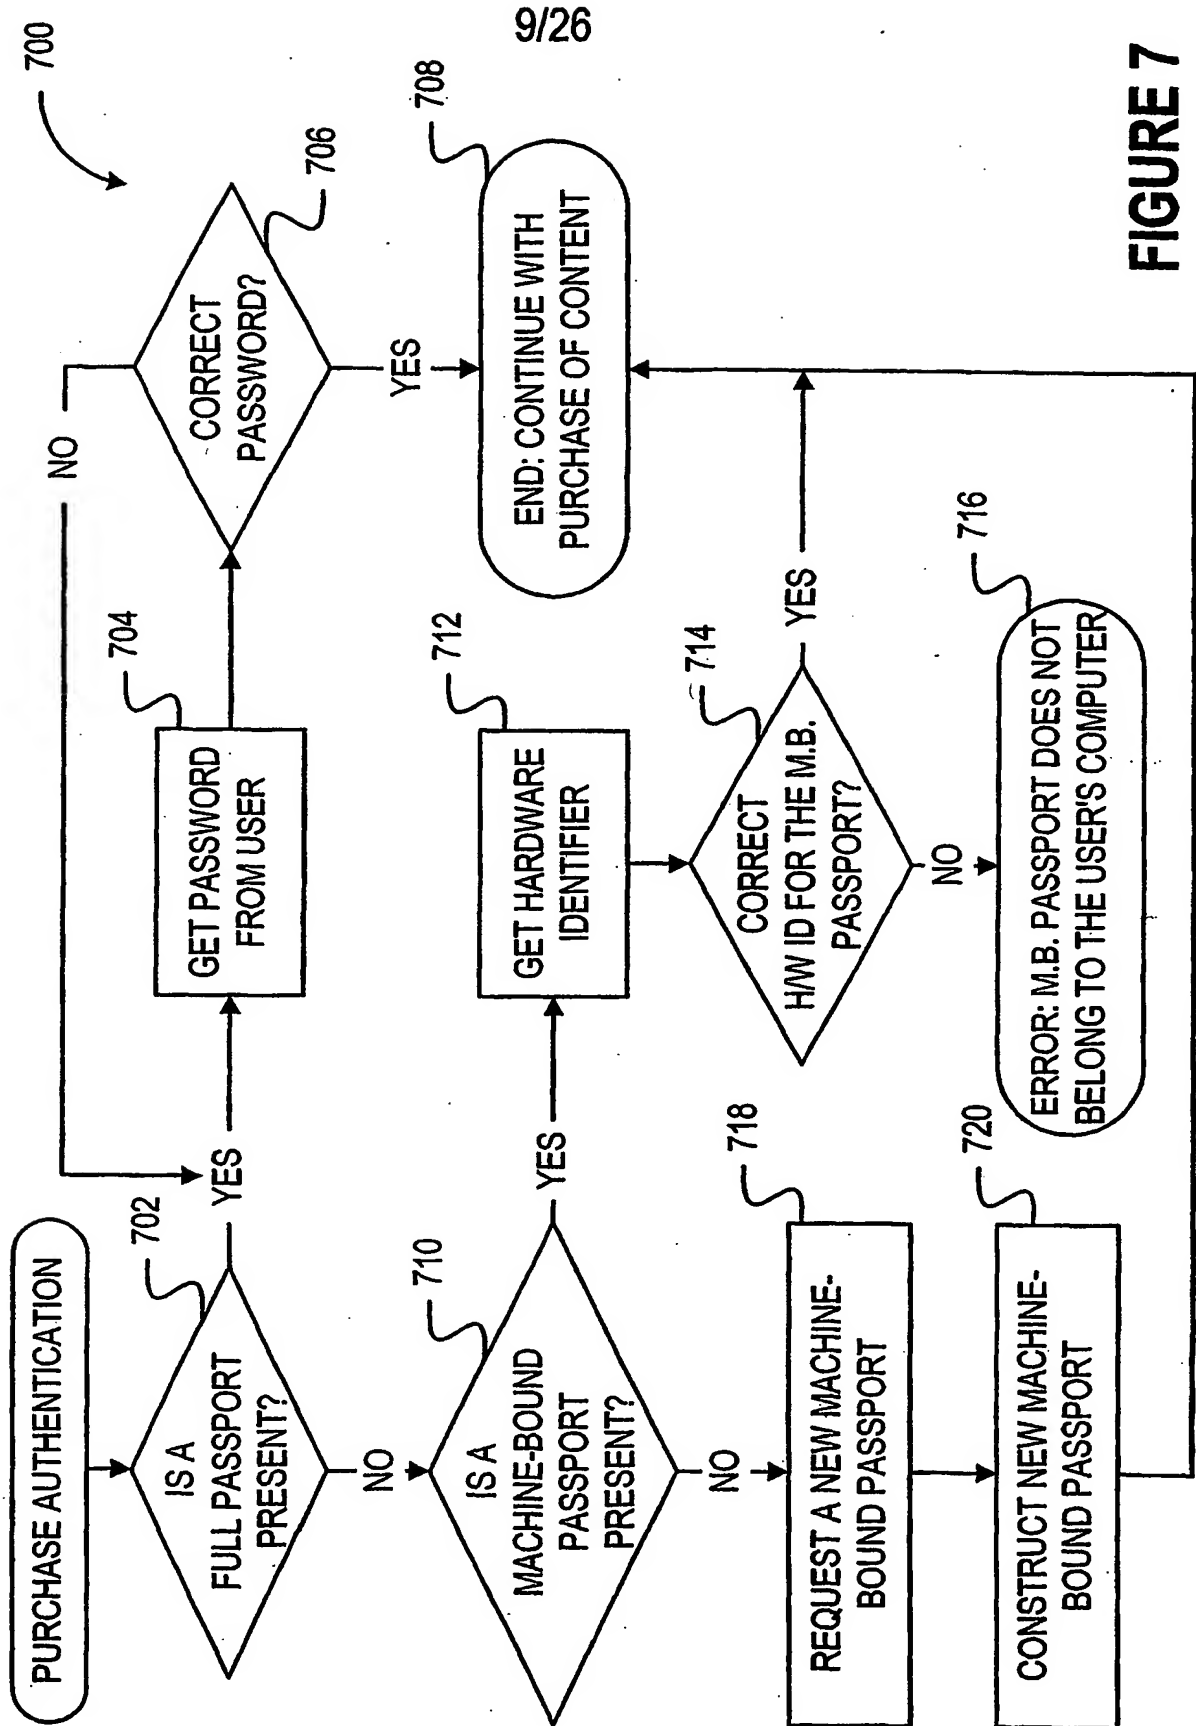 9/26
700
PURCHASE AUTHENTICATION
702
IS A
FULL PASSPORT
PRESENT?
YES
NO
704
GET PASSWORD
FROM USER
706
CORRECT
PASSWORD?
NO
YES
708
END: CONTINUE WITH
PURCHASE OF CONTENT
710
IS A
MACHINE-BOUND
PASSPORT
PRESENT?
YES
NO
712
GET HARDWARE
IDENTIFIER
714
CORRECT
H/W ID FOR THE M.B.
PASSPORT?
YES
NO
716
ERROR: M.B. PASSPORT DOES NOT
BELONG TO THE USER'S COMPUTER
718
REQUEST A NEW MACHINE-
BOUND PASSPORT
720
CONSTRUCT NEW MACHINE-
BOUND PASSPORT
FIGURE 7